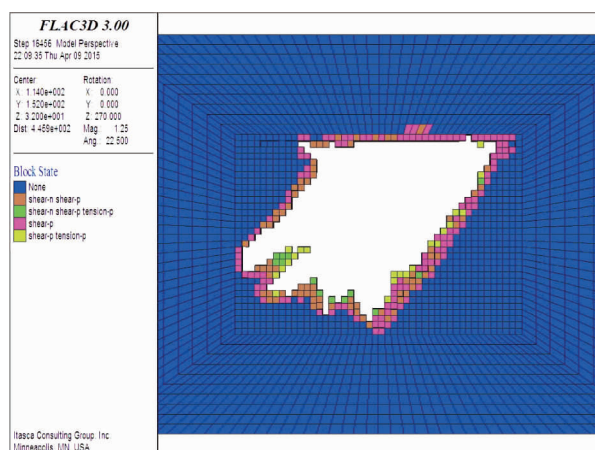 FLAC3D 3.00
Step 16456 Model Perspective
22:09:35 Thu Apr 09 2015
Center Rotation
X: 1.140e+002 X: 0.000
Y: 1.520e+002 Y: 0.000
Z: 3.200e+001 Z: 270.000
Dist: 4.459e+002 Mag.: 1.25
Ang.: 22.500
Block State
None
shear-n shear-p
shear-n shear-p tension-p
shear-p
shear-p tension-p
Itasca Consulting Group, Inc.
Minneapolis, MN USA